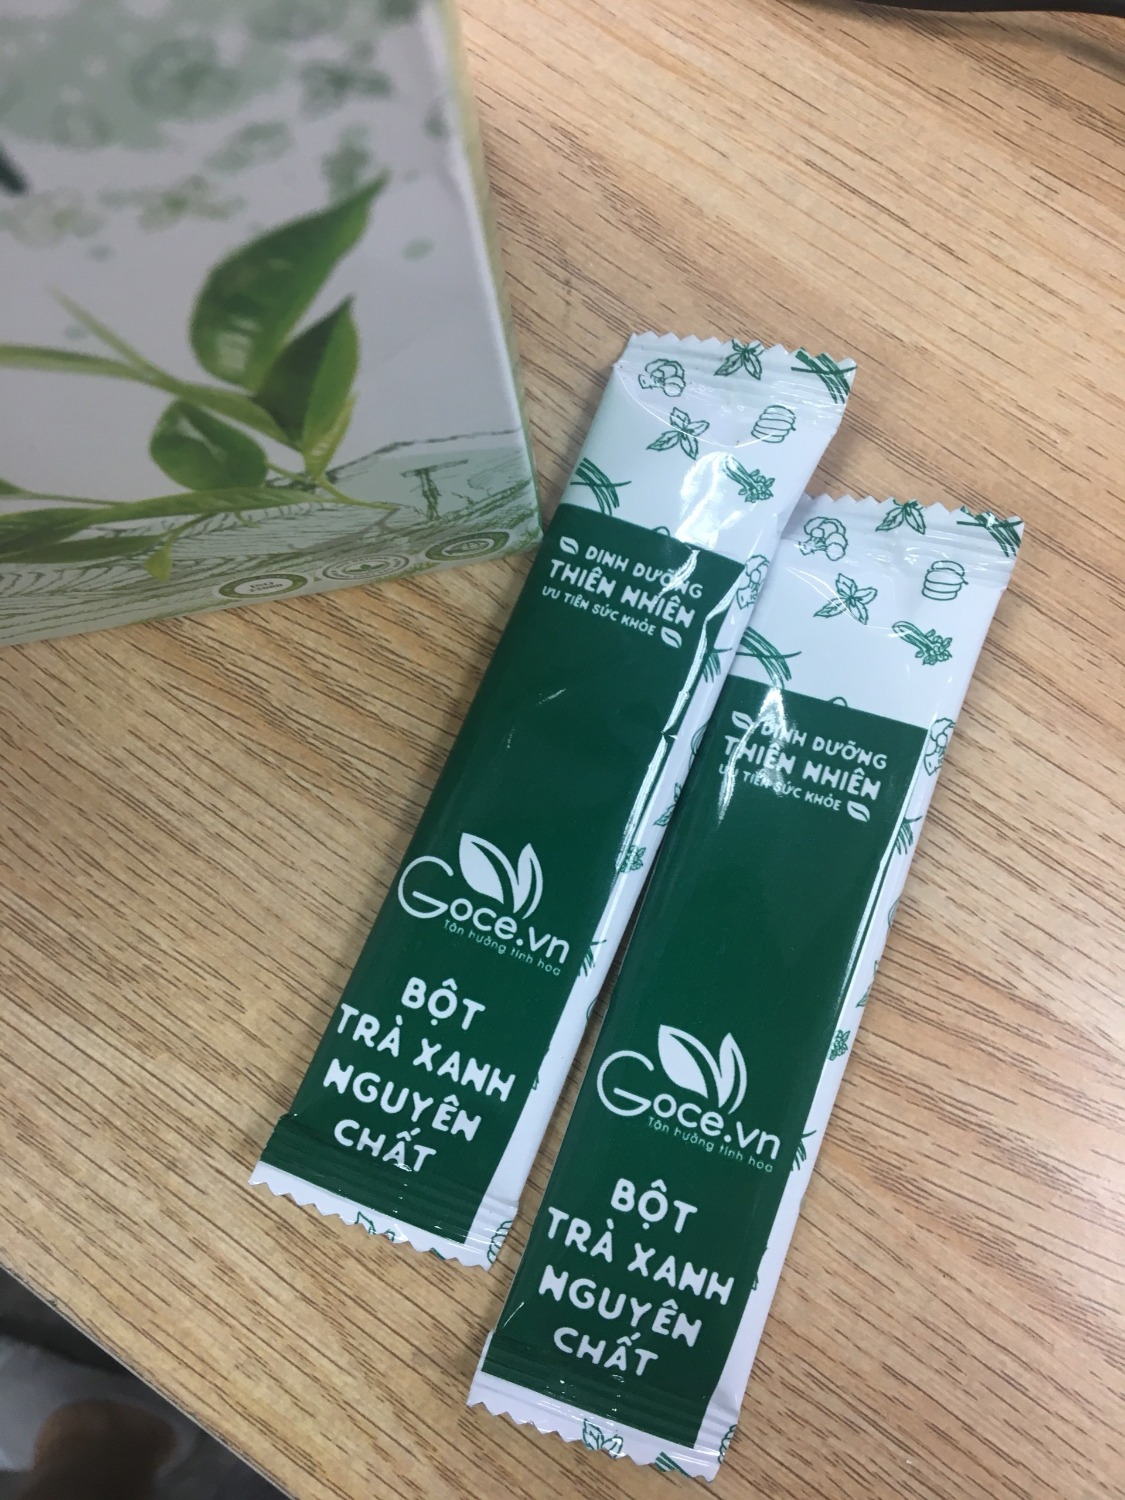 DINH DƯỠNG
THIÊN NHIÊN
ƯU TIÊN SỨC KHỎE
Goce.vn
Tận hưởng tinh hoa
BỘT
TRÀ XANH
NGUYÊN
CHẤT
DINH DƯỠNG
THIÊN NHIÊN
ƯU TIÊN SỨC KHỎE
Goce.vn
Tận hưởng tinh hoa
BỘT
TRÀ XANH
NGUYÊN
CHẤT